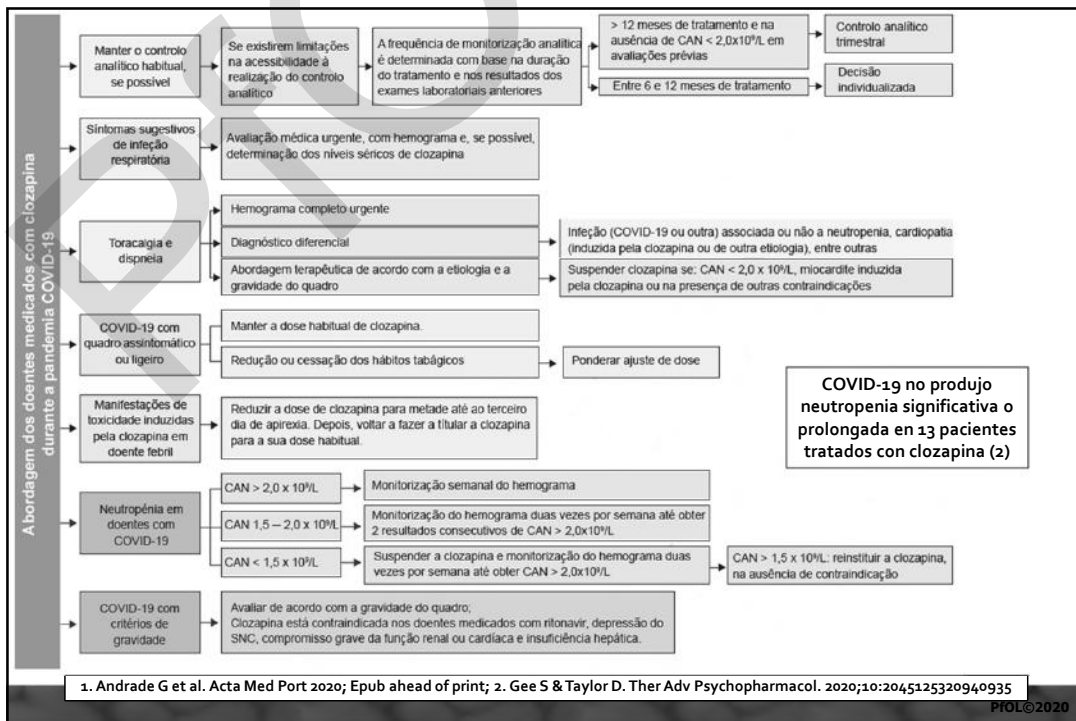 Abordagem dos doentes medicados com clozapina
durante a pandemia COVID-19
Manter o controlo
analítico habitual,
se possível
Se existirem limitações
na acessibilidade à
realização do controlo
analítico
A frequência de monitorização analítica
é determinada com base na duração
do tratamento e nos resultados dos
exames laboratoriais anteriores
> 12 meses de tratamento e na
ausência de CAN < 2,0x10⁹/L em
avaliações prévias
Controlo analítico
trimestral
Entre 6 e 12 meses de tratamento
Decisão
individualizada
Síntomas sugestivos
de infeção
respiratória
Avaliação médica urgente, com hemograma e, se possível,
determinação dos níveis séricos de clozapina
Toracalgia e
dispneia
Hemograma completo urgente
Diagnóstico diferencial
Infeção (COVID-19 ou outra) associada ou não a neutropenia, cardiopatia
(induzida pela clozapina ou de outra etiologia), entre outras
Abordagem terapêutica de acordo com a etiologia e a
gravidade do quadro
Suspender clozapina se: CAN < 2,0 x 10⁹/L, miocardite induzida
pela clozapina ou na presença de outras contraindicações
COVID-19 com
quadro assintomático
ou ligeiro
Manter a dose habitual de clozapina.
Redução ou cessação dos hábitos tabágicos
Ponderar ajuste de dose
Manifestações de
toxicidade induzidas
pela clozapina em
doente febril
Reduzir a dose de clozapina para metade até ao terceiro
dia de apirexia. Depois, voltar a fazer a titular a clozapina
para a sua dose habitual.
COVID-19 no produjo
neutropenia significativa o
prolongada en 13 pacientes
tratados con clozapina (2)
Neutropénia em
doentes com
COVID-19
CAN > 2,0 x 10⁹/L
Monitorização semanal do hemograma
CAN 1,5 – 2,0 x 10⁹/L
Monitorização do hemograma duas vezes por semana até obter
2 resultados consecutivos de CAN > 2,0x10⁹/L
CAN < 1,5 x 10⁹/L
Suspender a clozapina e monitorização do hemograma duas
vezes por semana até obter CAN > 2,0x10⁹/L
CAN > 1,5 x 10⁹/L: reinstituir a clozapina,
na ausência de contraindicação
COVID-19 com
critérios de
gravidade
Avaliar de acordo com a gravidade do quadro;
Clozapina está contraindicada nos doentes medicados com ritonavir, depressão do
SNC, compromisso grave da função renal ou cardíaca e insuficiência hepática.
1. Andrade G et al. Acta Med Port 2020; Epub ahead of print; 2. Gee S & Taylor D. Ther Adv Psychopharmacol. 2020;10:2045125320940935
PfOL©2020